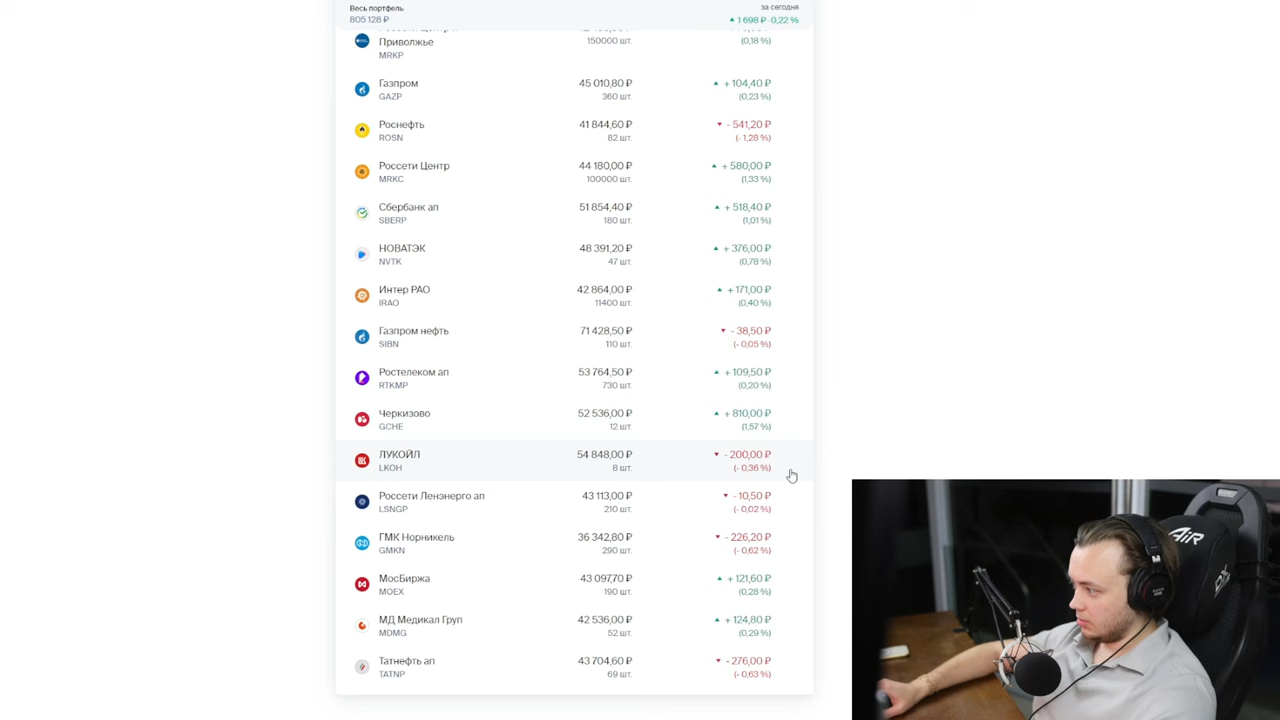 Весь портфель
за сегодня
805 128 ₽
1 698 ₽ · 0,22 %
Приволжье
150000 шт.
(0,18 %)
MRKP
Газпром
45 010,80 ₽
+ 104,40 ₽
GAZP
360 шт.
(0,23 %)
Роснефть
41 844,60 ₽
- 541,20 ₽
ROSN
82 шт.
(- 1,28 %)
Россети Центр
44 180,00 ₽
+ 580,00 ₽
MRKC
100000 шт.
(1,33 %)
Сбербанк ап
51 854,40 ₽
+ 518,40 ₽
SBERP
180 шт.
(1,01 %)
НОВАТЭК
48 391,20 ₽
+ 376,00 ₽
NVTK
47 шт.
(0,78 %)
Интер РАО
42 864,00 ₽
+ 171,00 ₽
IRAO
11400 шт.
(0,40 %)
Газпром нефть
71 428,50 ₽
- 38,50 ₽
SIBN
110 шт.
(- 0,05 %)
Ростелеком ап
53 764,50 ₽
+ 109,50 ₽
RTKMP
730 шт.
(0,20 %)
Черкизово
52 536,00 ₽
+ 810,00 ₽
GCHE
12 шт.
(1,57 %)
ЛУКОЙЛ
54 848,00 ₽
- 200,00 ₽
LKOH
8 шт.
(- 0,36 %)
Россети Ленэнерго ап
43 113,00 ₽
- 10,50 ₽
LSNGP
210 шт.
(- 0,02 %)
ГМК Норникель
36 342,80 ₽
- 226,20 ₽
GMKN
290 шт.
(- 0,62 %)
МосБиржа
43 097,70 ₽
+ 121,60 ₽
MOEX
190 шт.
(0,28 %)
МД Медикал Груп
42 536,00 ₽
+ 124,80 ₽
MDMG
52 шт.
(0,29 %)
Татнефть ап
43 704,60 ₽
- 276,00 ₽
TATNP
69 шт.
(- 0,63 %)
AIR